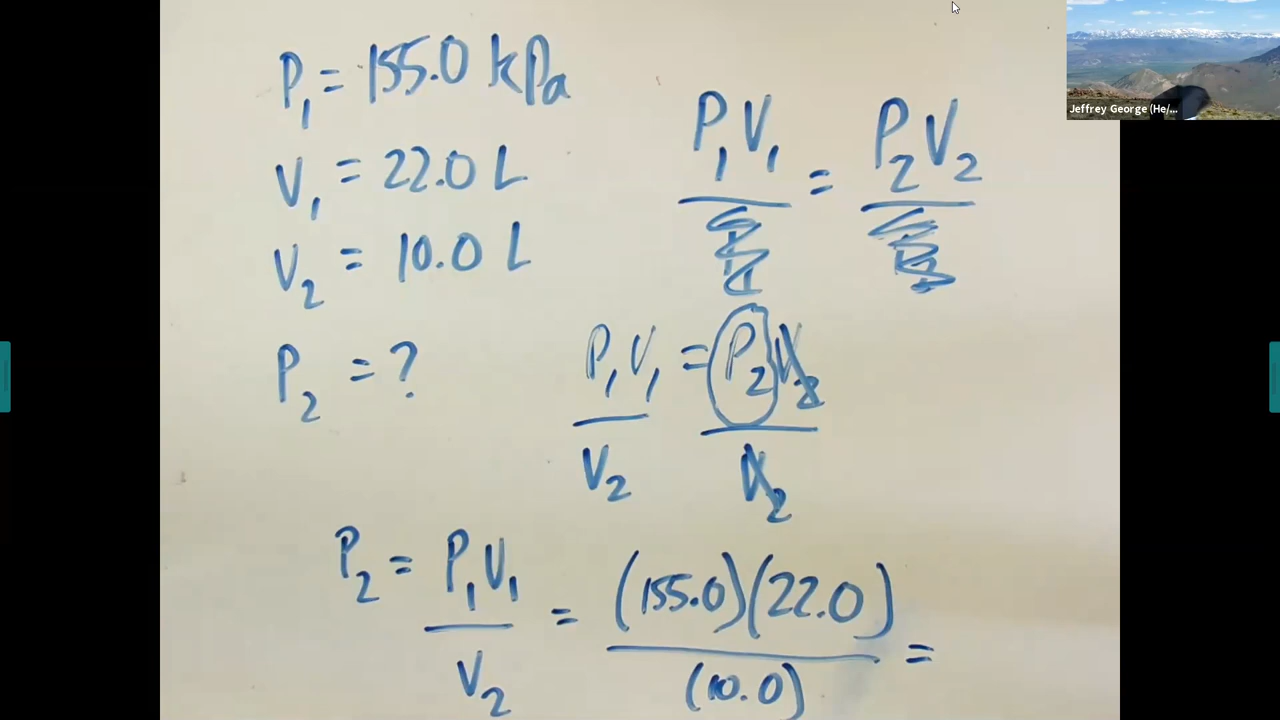 P₁ = 155.0 kPa
V₁ = 22.0 L
V₂ = 10.0 L
P₂ = ?
P₁V₁ = P₂V₂
P₁V₁ = P₂V₂
V₂ V₂
P₂ = P₁V₁ = (155.0)(22.0) =
V₂ (10.0)
Jeffrey George (He/...